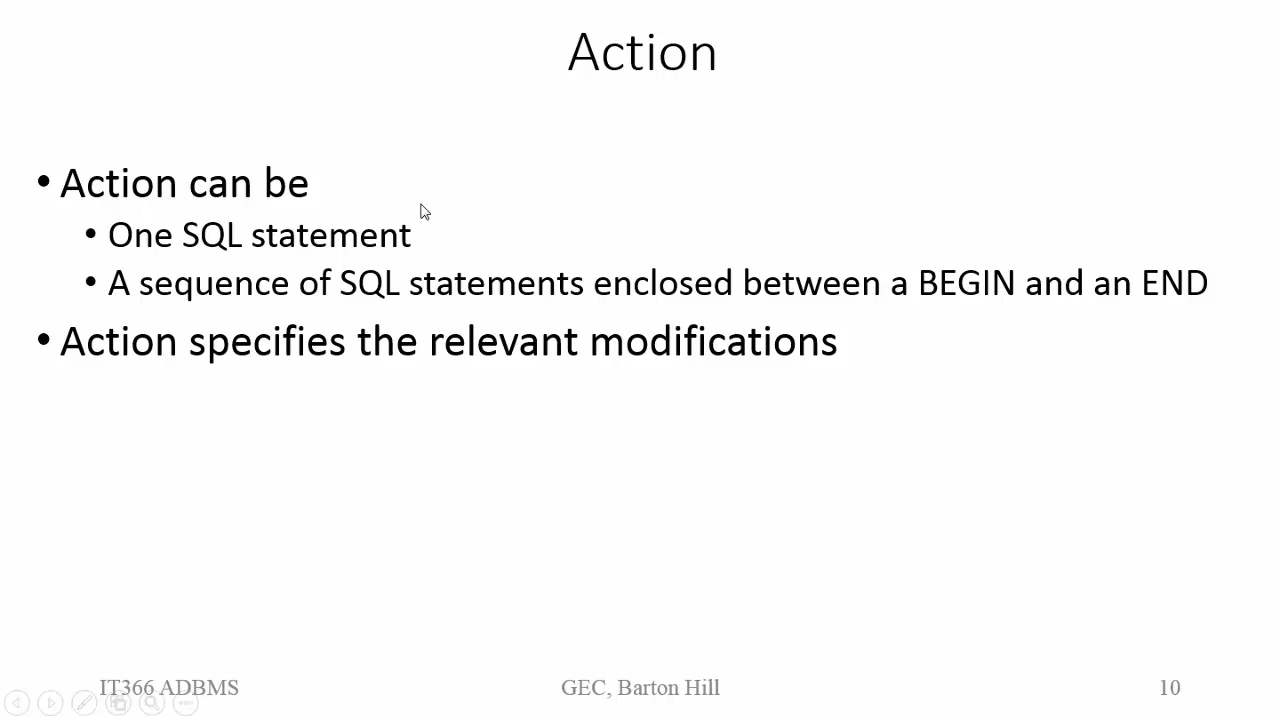 Action
• Action can be
• One SQL statement
• A sequence of SQL statements enclosed between a BEGIN and an END
• Action specifies the relevant modifications
IT366 ADBMS
GEC, Barton Hill
10